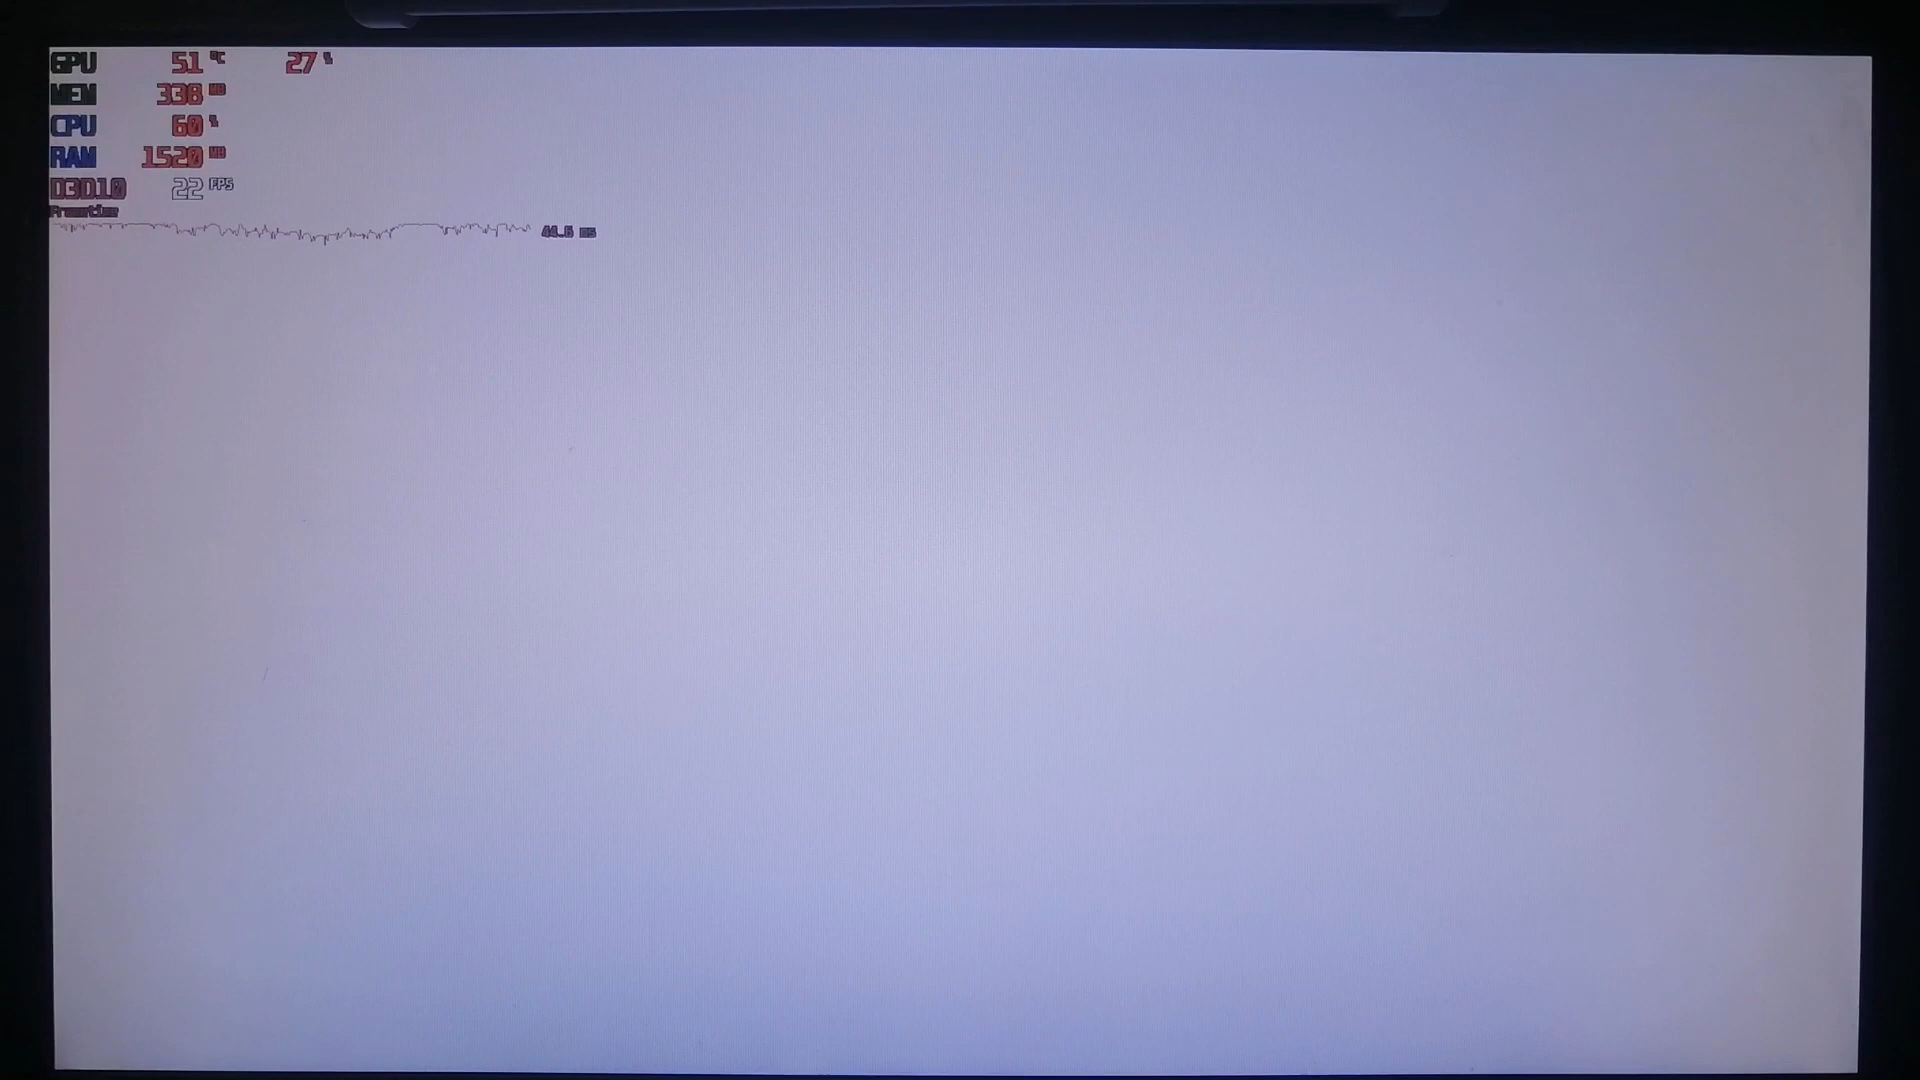 GPU 51 °C 27 %
MEM 338 MB
CPU 60 %
RAM 1520 MB
D3D10 22 FPS
Frametime
44.6 ms